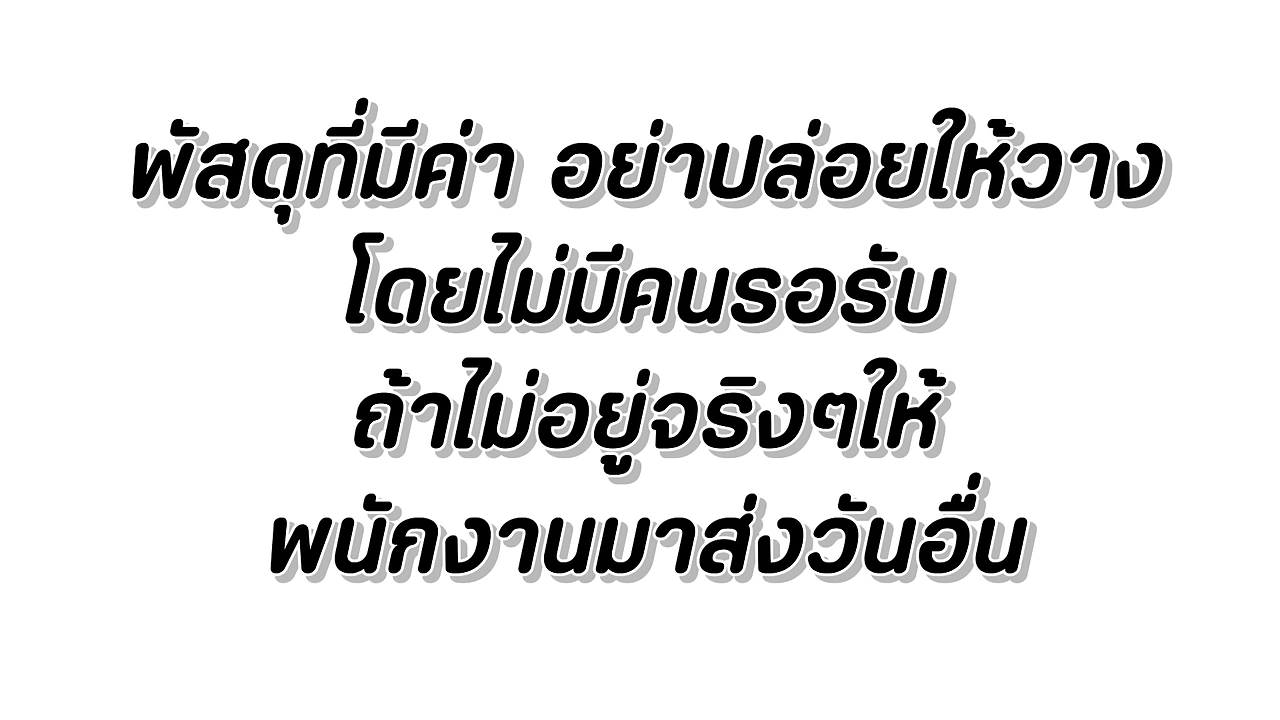 พัสดุที่มีค่า อย่าปล่อยให้วาง
โดยไม่มีคนรอรับ
ถ้าไม่อยู่จริงๆให้
พนักงานมาส่งวันอื่น